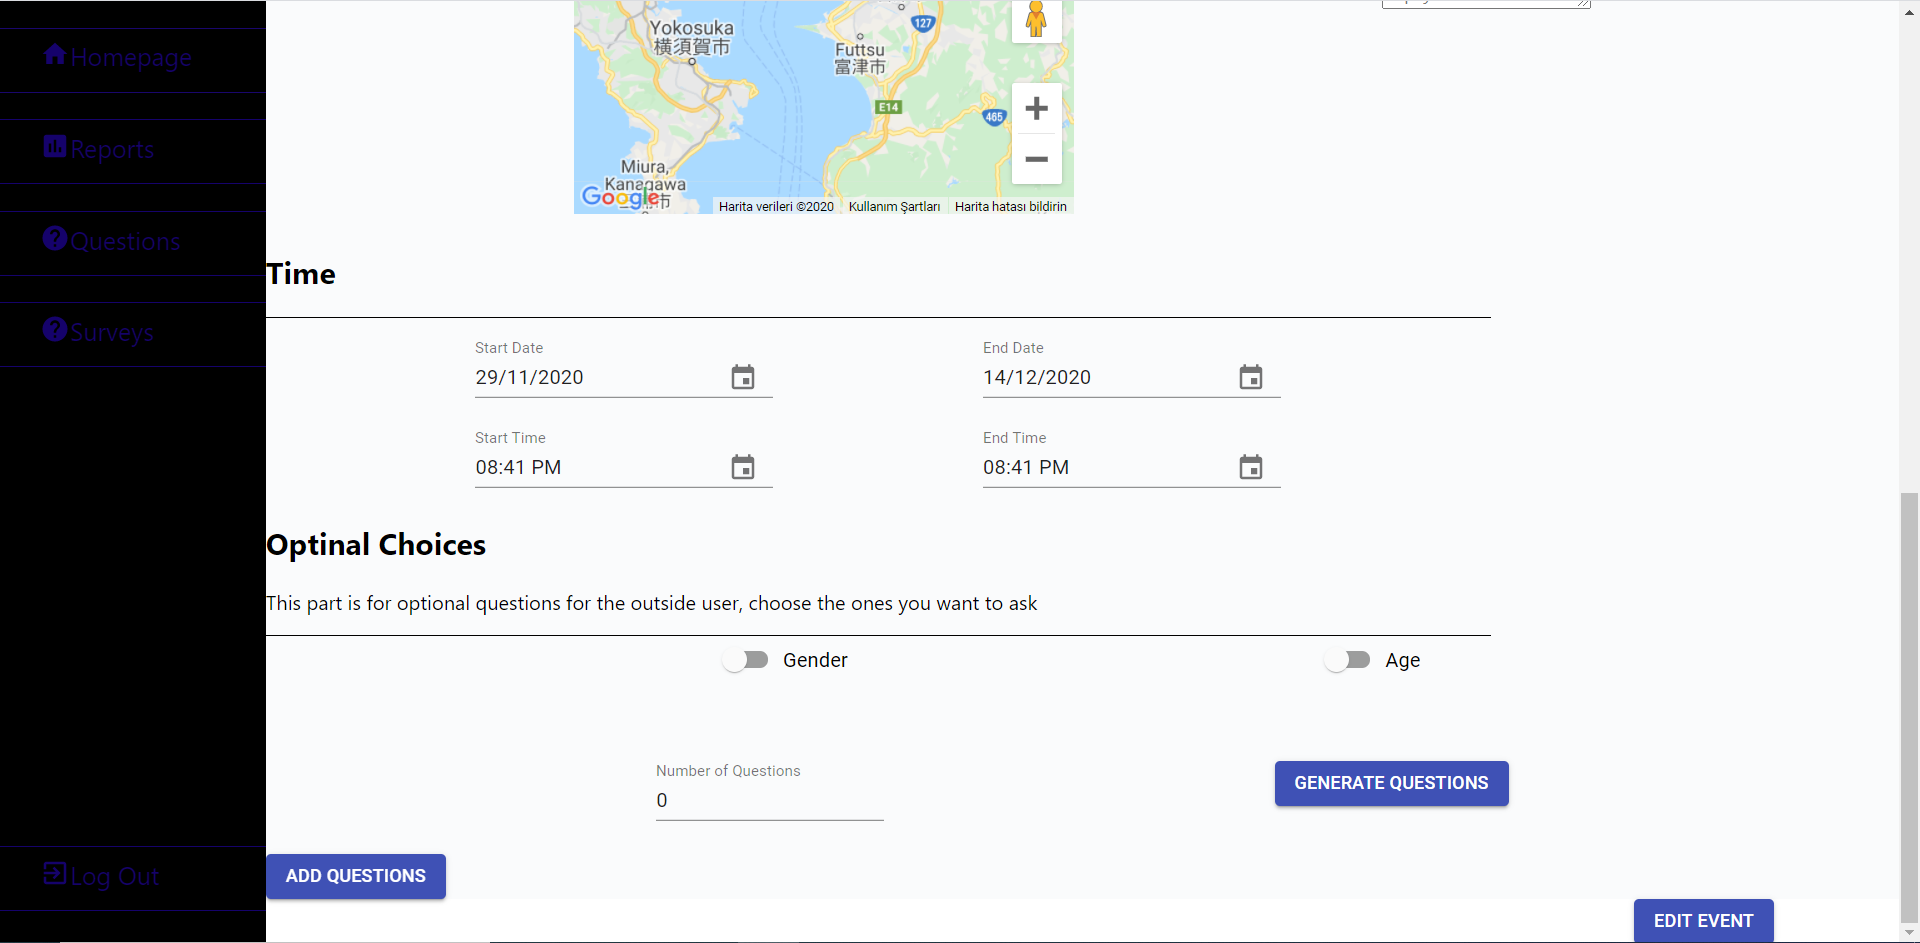 Homepage
Reports
Questions
Surveys
Log Out
Yokosuka
横須賀市
127
Futtsu
富津市
E14
465
Miura,
Kanagawa
Google
市
Harita verileri ©2020 Kullanım Şartları Harita hatası bildirin
Time
Start Date
29/11/2020
End Date
14/12/2020
Start Time
08:41 PM
End Time
08:41 PM
Optinal Choices
This part is for optional questions for the outside user, choose the ones you want to ask
Gender
Age
Number of Questions
0
GENERATE QUESTIONS
ADD QUESTIONS
EDIT EVENT